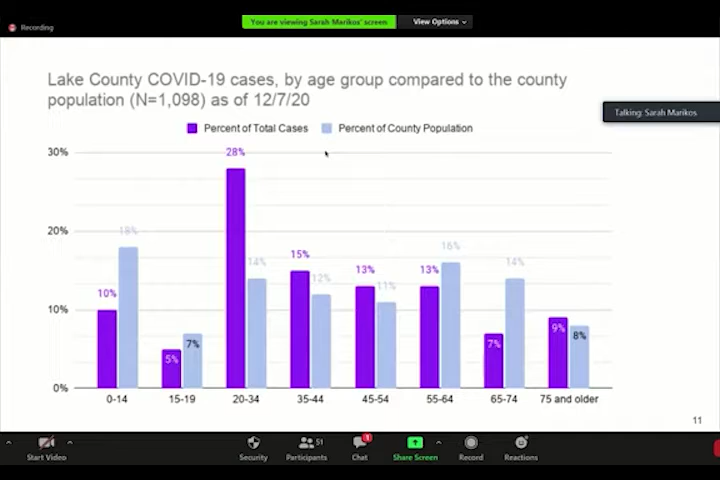 Recording
You are viewing Sarah Marikos' screen
View Options
Lake County COVID-19 cases, by age group compared to the county
population (N=1,098) as of 12/7/20
Talking: Sarah Marikos
Percent of Total Cases
Percent of County Population
30%
20%
10%
0%
10%
18%
5%
7%
28%
14%
15%
12%
13%
11%
13%
16%
7%
14%
9%
8%
0-14
15-19
20-34
35-44
45-54
55-64
65-74
75 and older
11
Start Video
Security
51
Participants
1
Chat
Share Screen
Record
Reactions